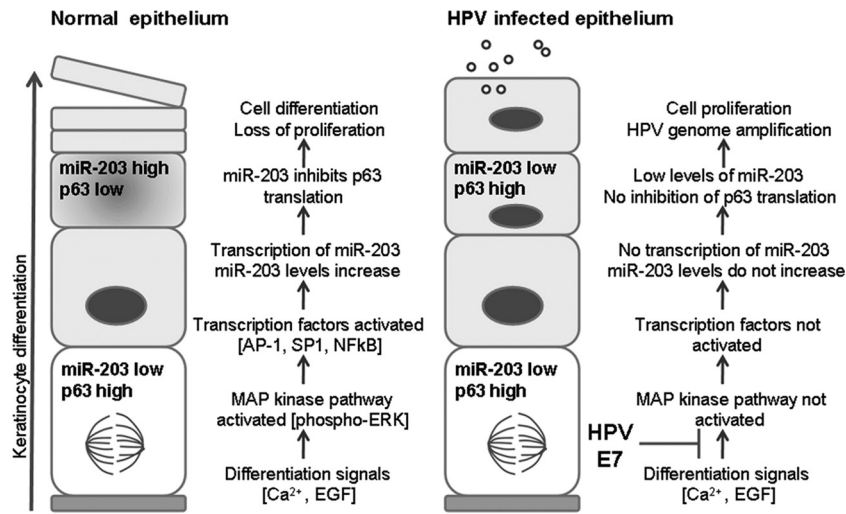 Normal epithelium
Keratinocyte differentiation
miR-203 high
p63 low
miR-203 low
p63 high
Cell differentiation
Loss of proliferation
miR-203 inhibits p63
translation
Transcription of miR-203
miR-203 levels increase
Transcription factors activated
[AP-1, SP1, NFkB]
MAP kinase pathway
activated [phospho-ERK]
Differentiation signals
[Ca²⁺, EGF]
HPV infected epithelium
miR-203 low
p63 high
miR-203 low
p63 high
HPV
E7
Cell proliferation
HPV genome amplification
Low levels of miR-203
No inhibition of p63 translation
No transcription of miR-203
miR-203 levels do not increase
Transcription factors not
activated
MAP kinase pathway not
activated
Differentiation signals
[Ca²⁺, EGF]